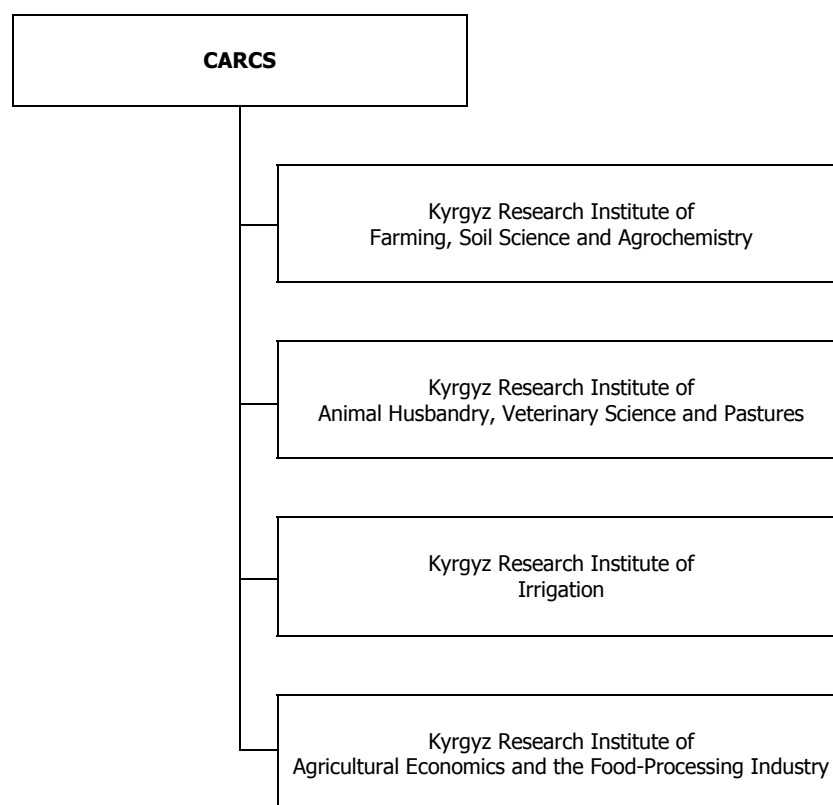 CARCS
Kyrgyz Research Institute of
Farming, Soil Science and Agrochemistry
Kyrgyz Research Institute of
Animal Husbandry, Veterinary Science and Pastures
Kyrgyz Research Institute of
Irrigation
Kyrgyz Research Institute of
Agricultural Economics and the Food-Processing Industry